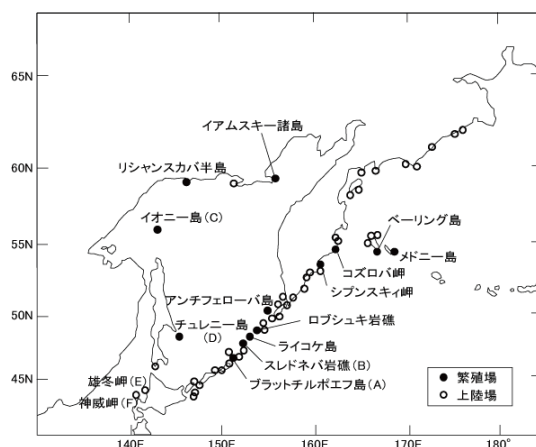 65N
60N
55N
50N
45N
140E
150E
160E
170E
180E
イアムスキー諸島
リシャンスカバ半島
イオニー島(C)
ベーリング島
メドニー島
コズロバ岬
シプンスキィ岬
アンチフェローバ島
チュレニー島
(D)
ロブシュキ岩礁
ライコケ島
スレドネバ岩礁(B)
ブラットチルポエフ島(A)
雄冬岬(E)
神威岬(F)
繁殖場
上陸場